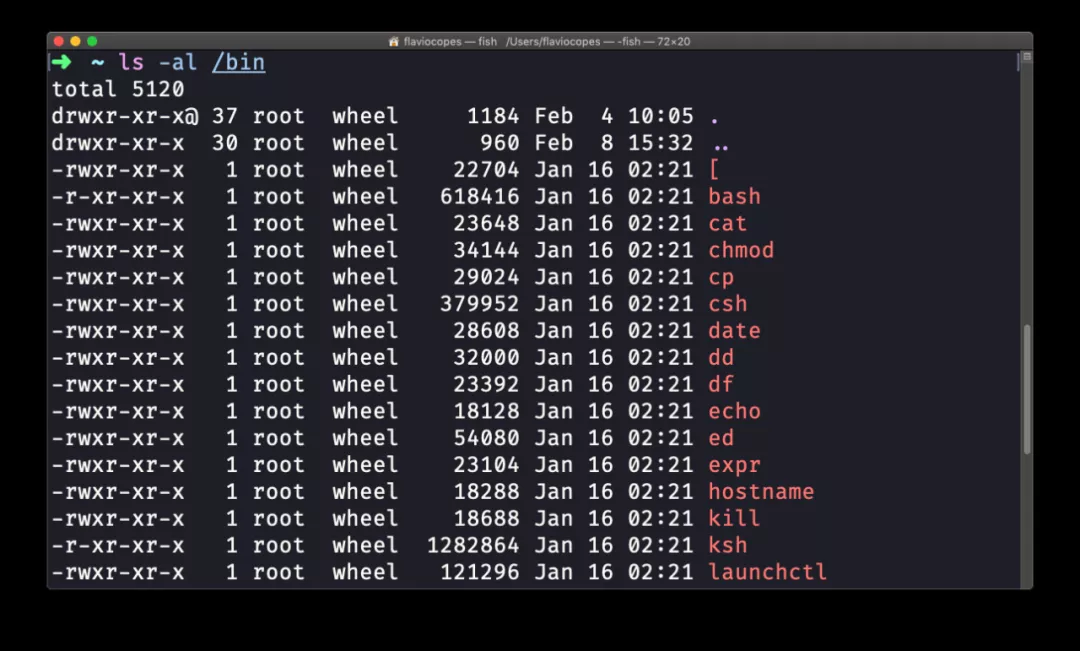 flaviocopes — fish /Users/flaviocopes — -fish — 72×20
➜ ~ ls -al /bin
total 5120
drwxr-xr-x@ 37 root  wheel     1184 Feb  4 10:05 .
drwxr-xr-x  30 root  wheel      960 Feb  8 15:32 ..
-rwxr-xr-x   1 root  wheel    22704 Jan 16 02:21 [
-r-xr-xr-x   1 root  wheel   618416 Jan 16 02:21 bash
-rwxr-xr-x   1 root  wheel    23648 Jan 16 02:21 cat
-rwxr-xr-x   1 root  wheel    34144 Jan 16 02:21 chmod
-rwxr-xr-x   1 root  wheel    29024 Jan 16 02:21 cp
-rwxr-xr-x   1 root  wheel   379952 Jan 16 02:21 csh
-rwxr-xr-x   1 root  wheel    28608 Jan 16 02:21 date
-rwxr-xr-x   1 root  wheel    32000 Jan 16 02:21 dd
-rwxr-xr-x   1 root  wheel    23392 Jan 16 02:21 df
-rwxr-xr-x   1 root  wheel    18128 Jan 16 02:21 echo
-rwxr-xr-x   1 root  wheel    54080 Jan 16 02:21 ed
-rwxr-xr-x   1 root  wheel    23104 Jan 16 02:21 expr
-rwxr-xr-x   1 root  wheel    18288 Jan 16 02:21 hostname
-rwxr-xr-x   1 root  wheel    18688 Jan 16 02:21 kill
-r-xr-xr-x   1 root  wheel  1282864 Jan 16 02:21 ksh
-rwxr-xr-x   1 root  wheel   121296 Jan 16 02:21 launchctl